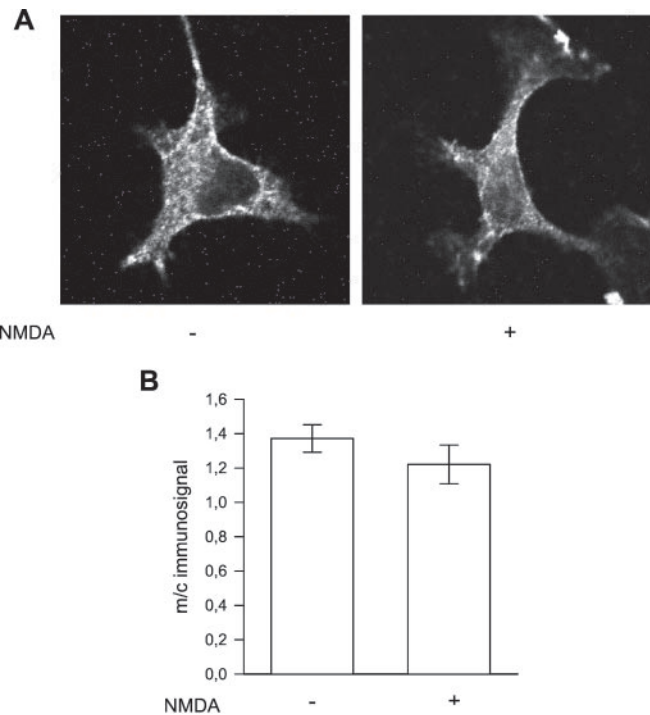 A
NMDA - +
B
m/c immunosignal
1,6
1,4
1,2
1,0
0,8
0,6
0,4
0,2
0,0
NMDA - +